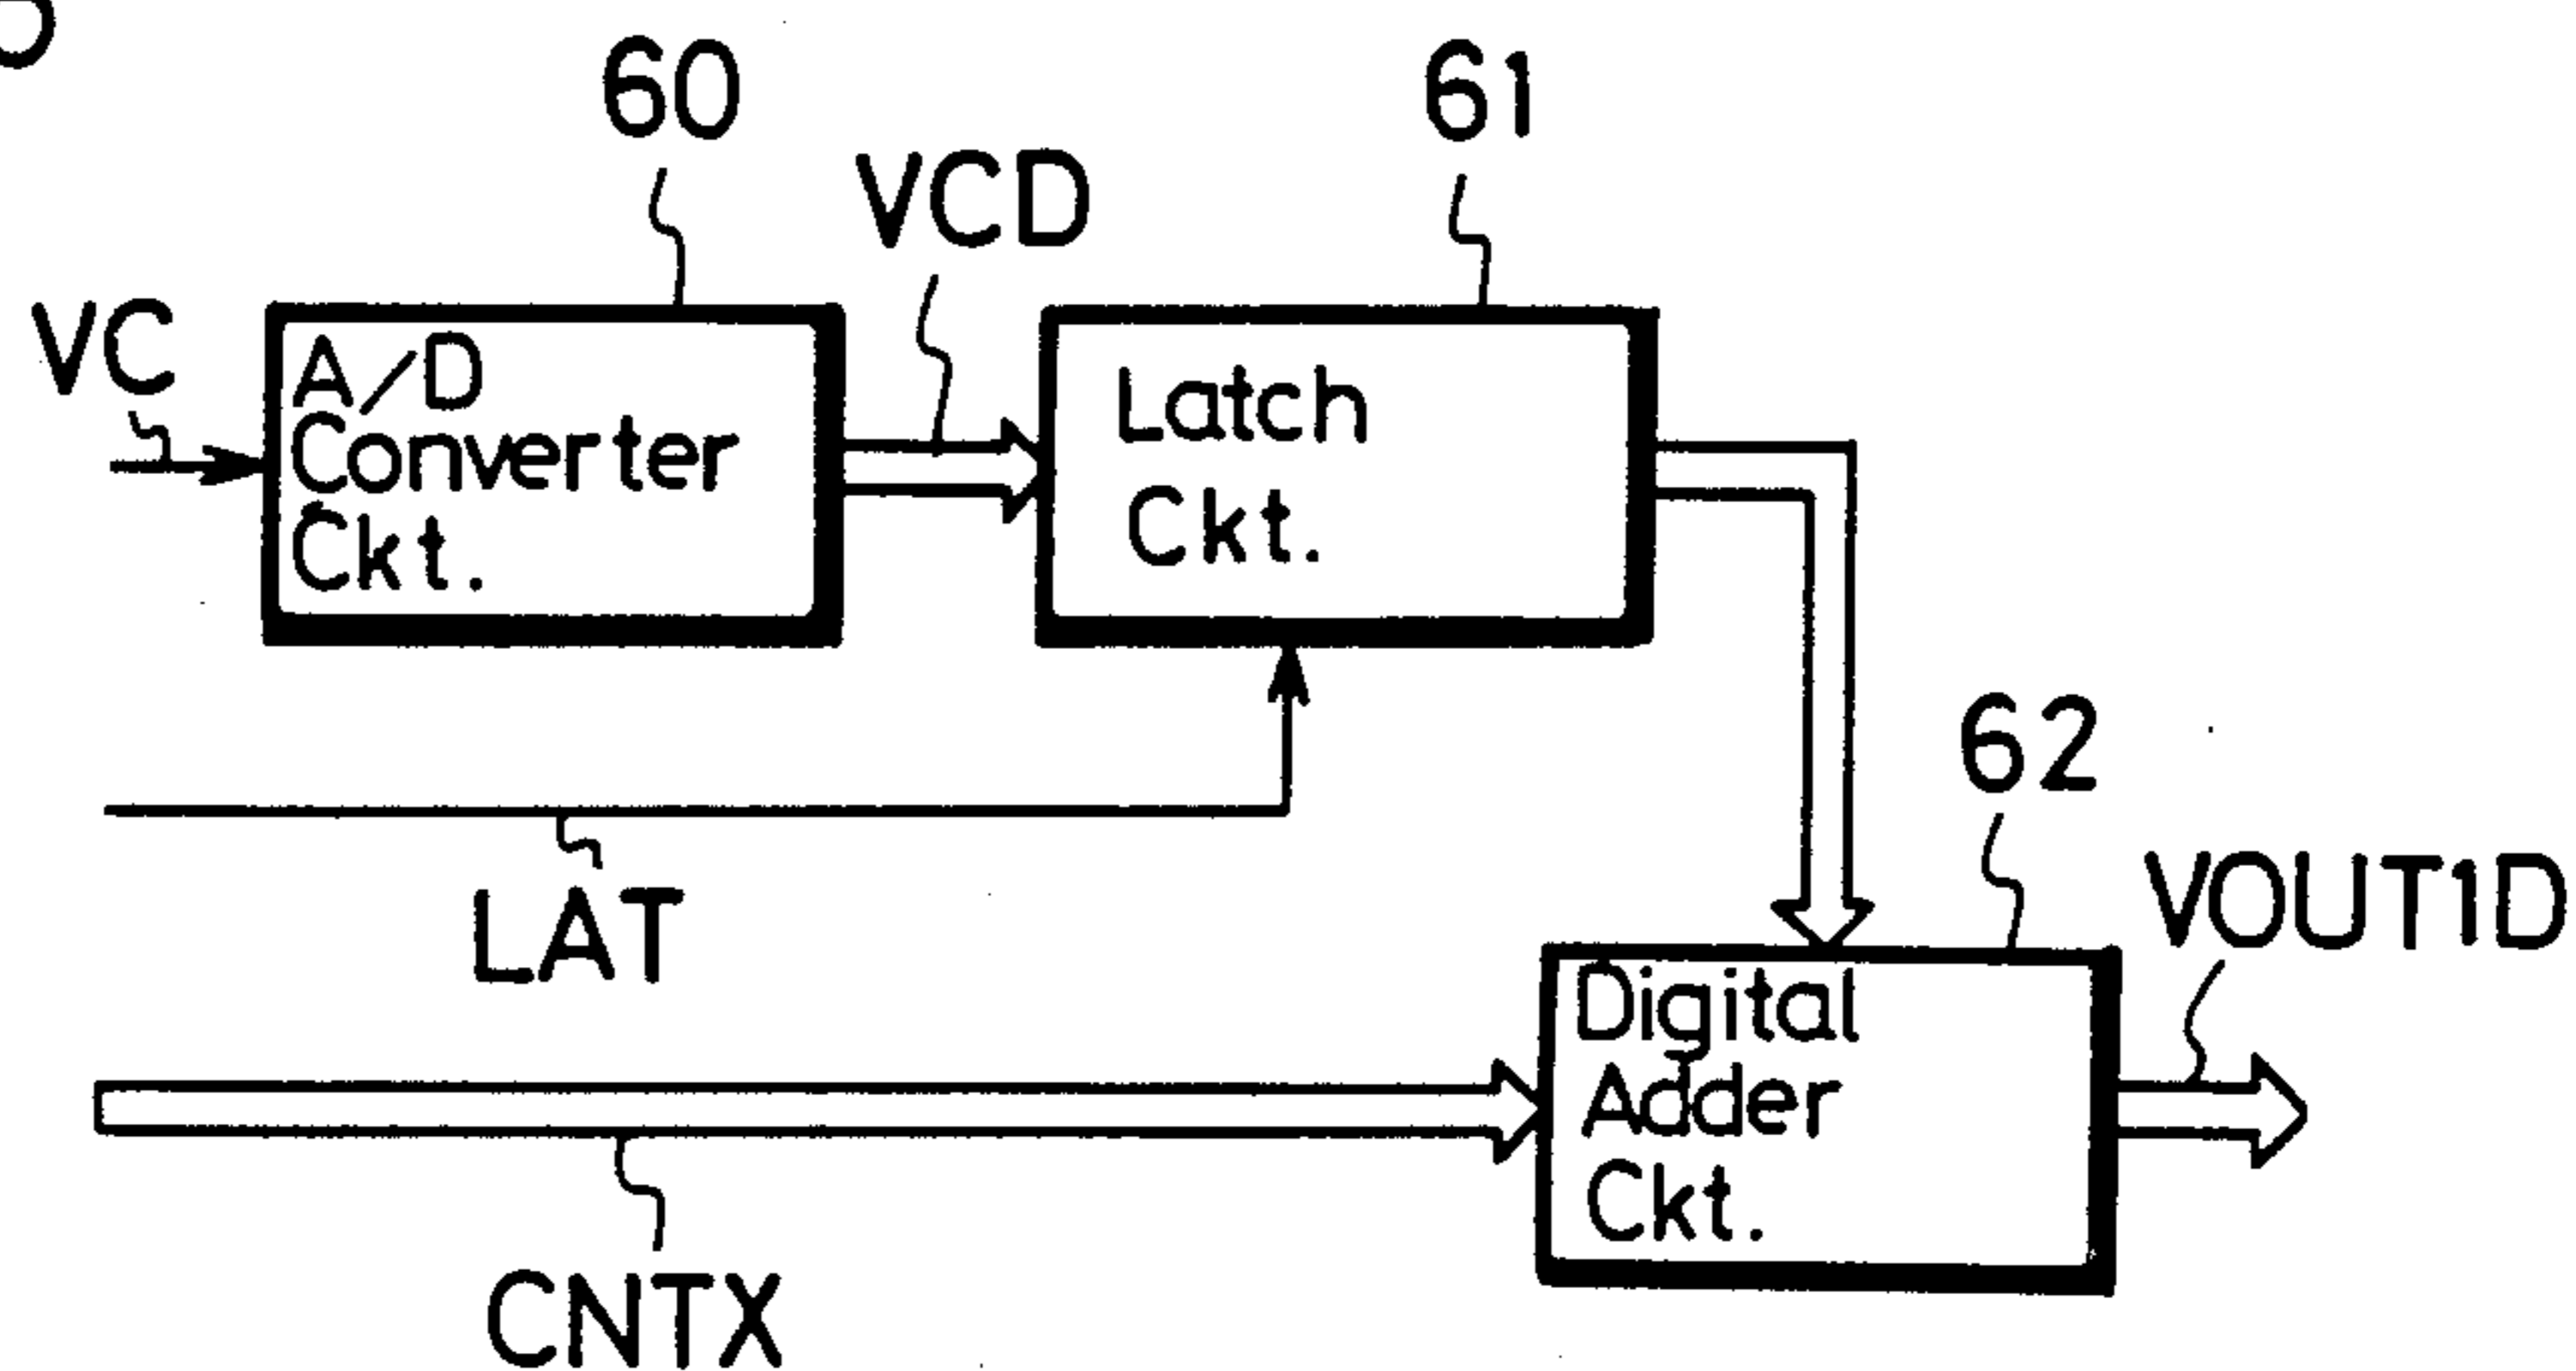 60
61
VCD
VC
A/D
Converter
Ckt.
Latch
Ckt.
62
LAT
VOUT1D
Digital
Adder
Ckt.
CNTX